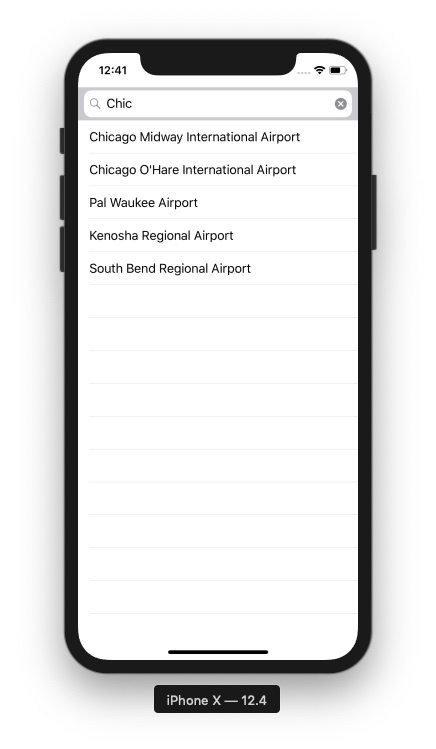 12:41
Chic
Chicago Midway International Airport
Chicago O'Hare International Airport
Pal Waukee Airport
Kenosha Regional Airport
South Bend Regional Airport
iPhone X — 12.4